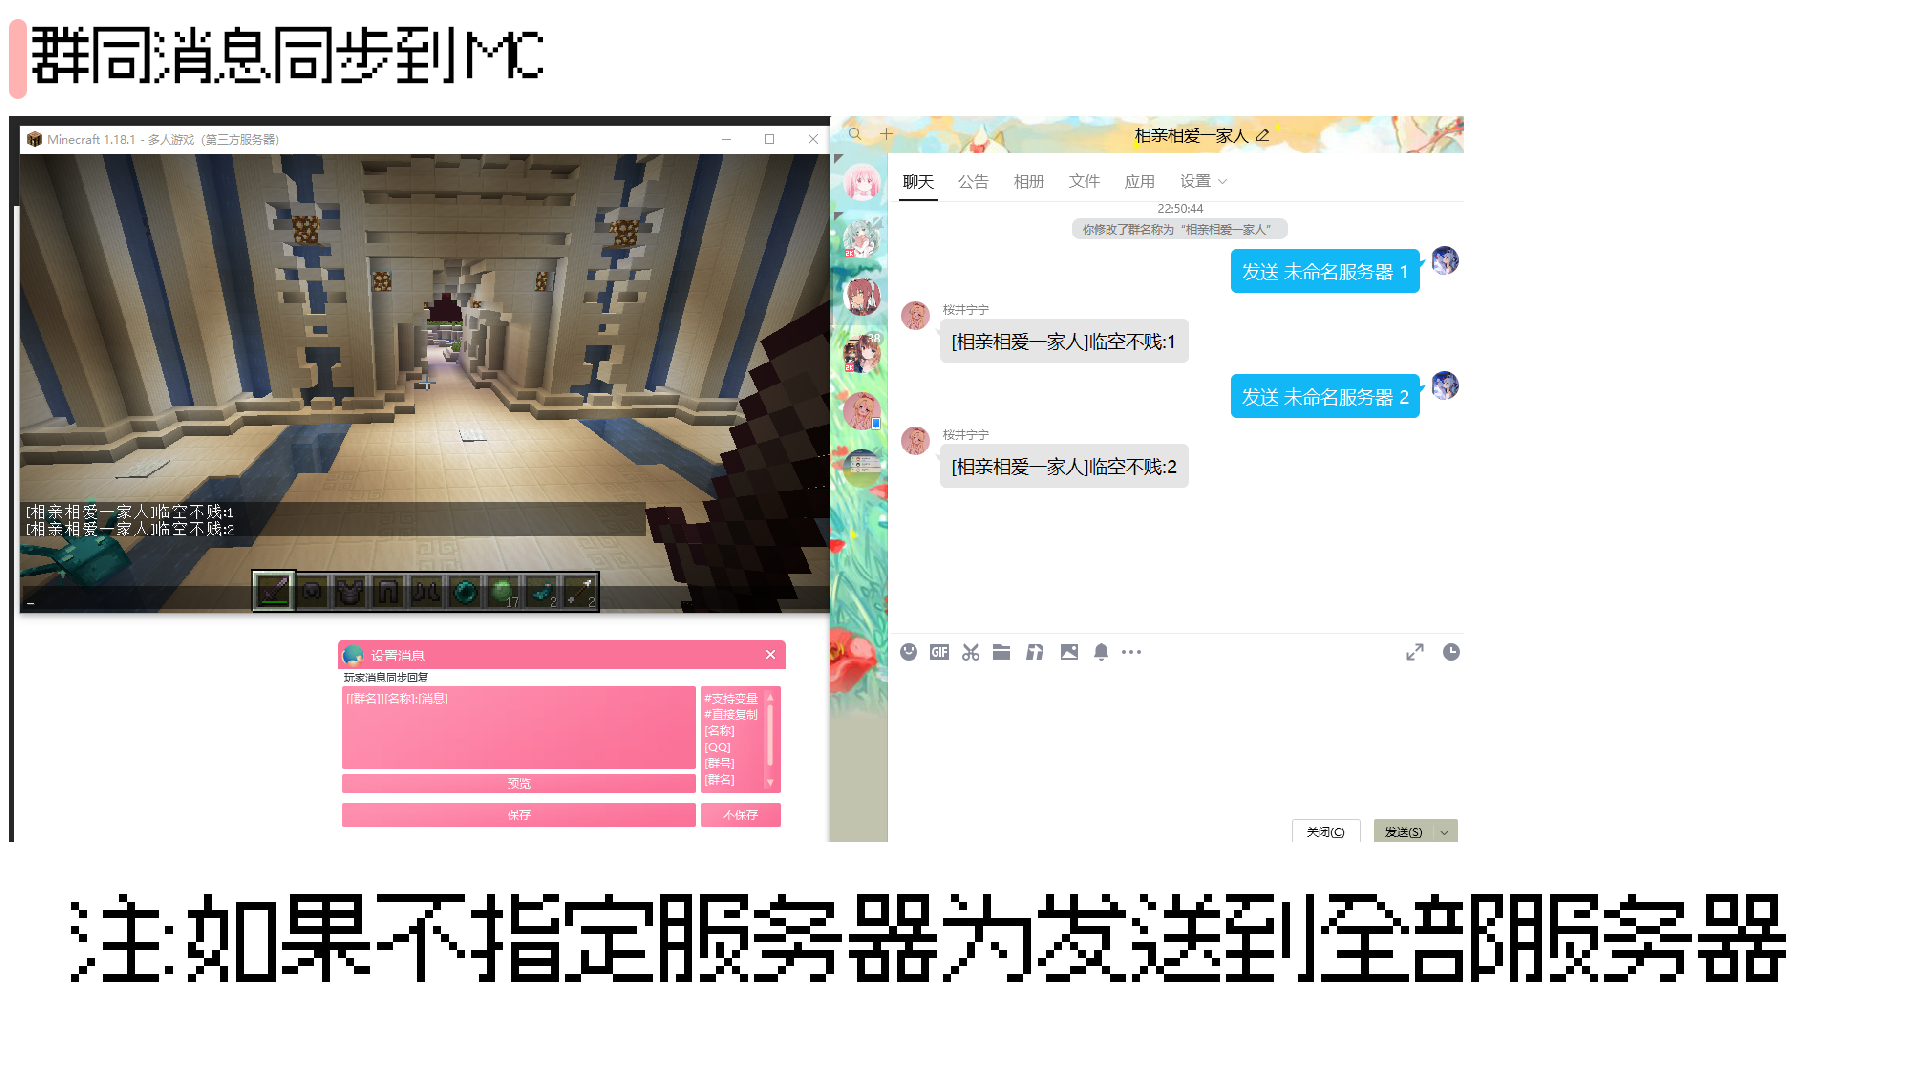 群同消息同步到MC
Minecraft 1.18.1 - 多人游戏（第三方服务器）
[相亲相爱一家人]临空不贱:1
[相亲相爱一家人]临空不贱:2
17
2
2
_
设置消息
玩家消息同步回复
[[群名]][名称]:[消息]
#支持变量
#直接复制
[名称]
[QQ]
[群号]
[群名]
预览
保存
不保存
相亲相爱一家人
2K
38
2K
聊天 公告 相册 文件 应用 设置
22:50:44
你修改了群名称为“相亲相爱一家人”
发送 未命名服务器 1
桜井宁宁
[相亲相爱一家人]临空不贱:1
发送 未命名服务器 2
桜井宁宁
[相亲相爱一家人]临空不贱:2
GIF
关闭(C) 发送(S)
注:如果不指定服务器为发送到全部服务器